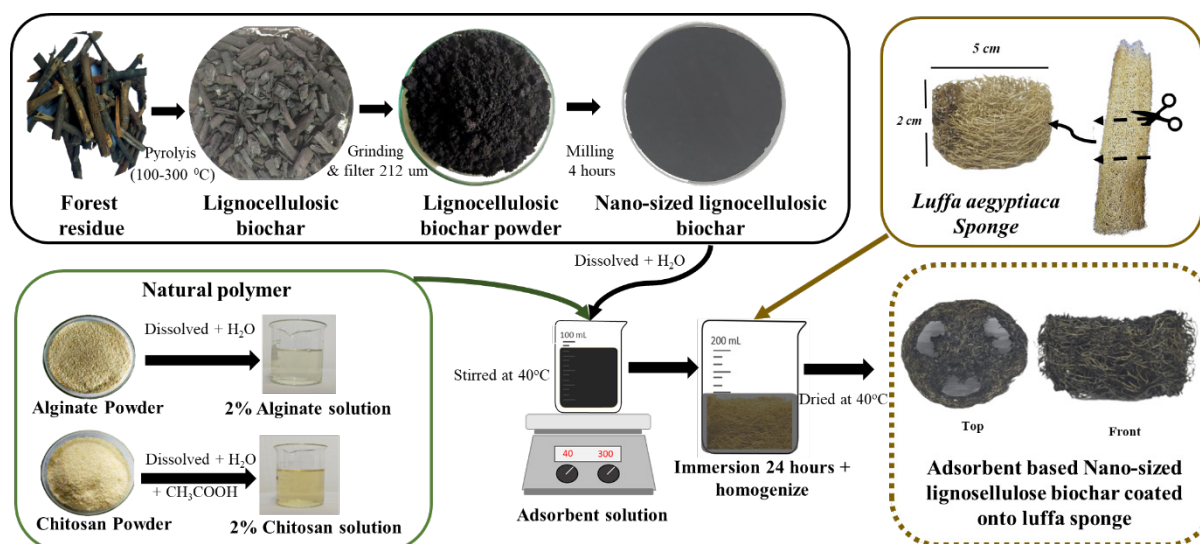 Pyrolyis
(100-300 ⁰C)
Grinding
& filter 212 um
Milling
4 hours
Forest
residue
Lignocellulosic
biochar
Lignocellulosic
biochar powder
Nano-sized lignocellulosic
biochar
5 cm
2 cm
Luffa aegyptiaca
Sponge
Dissolved + H₂O
Natural polymer
Dissolved + H₂O
Alginate Powder
2% Alginate solution
Dissolved + H₂O
+ CH₃COOH
Chitosan Powder
2% Chitosan solution
100 mL
Stirred at 40°C
40
300
Adsorbent solution
200 mL
Dried at 40°C
Immersion 24 hours +
homogenize
Top
Front
Adsorbent based Nano-sized
lignosellulose biochar coated
onto luffa sponge